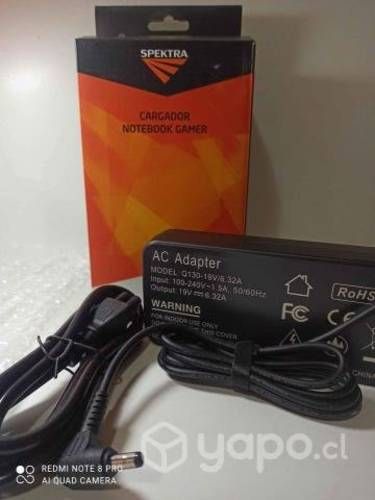 SPEKTRA
CARGADOR
NOTEBOOK GAMER
AC Adapter
MODEL: Q130-19V/6.32A
Input: 100-240V~1.5A, 50/60Hz
Output: 19V⎓6.32A
WARNING
FOR INDOOR USE ONLY
RoHS
FC CE
CHINA
yapo.cl
REDMI NOTE 8 PRO
AI QUAD CAMERA